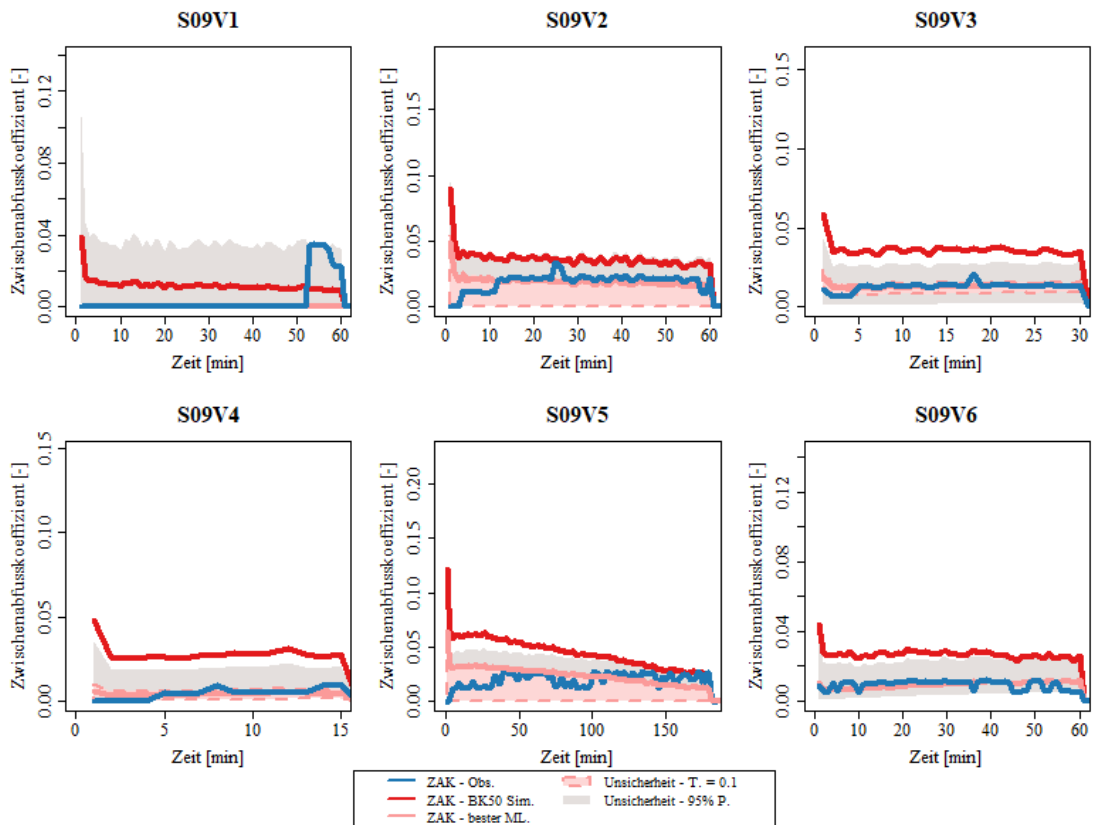 S09V1
S09V2
S09V3
Zwischenabfusskoeffizient [-]
0.00
0.04
0.08
0.12
0 10 20 30 40 50 60
Zeit [min]
Zwischenabfusskoeffizient [-]
0.00
0.05
0.10
0.15
0 10 20 30 40 50 60
Zeit [min]
Zwischenabfusskoeffizient [-]
0.00
0.05
0.10
0.15
0 5 10 15 20 25 30
Zeit [min]
S09V4
S09V5
S09V6
Zwischenabfusskoeffizient [-]
0.00
0.05
0.10
0.15
0 5 10 15
Zeit [min]
Zwischenabfusskoeffizient [-]
0.00
0.05
0.10
0.15
0.20
0 50 100 150
Zeit [min]
Zwischenabfusskoeffizient [-]
0.00
0.04
0.08
0.12
0 10 20 30 40 50 60
Zeit [min]
ZAK - Obs.
ZAK - BK50 Sim.
ZAK - bester ML.
Unsicherheit - T. = 0.1
Unsicherheit - 95% P.